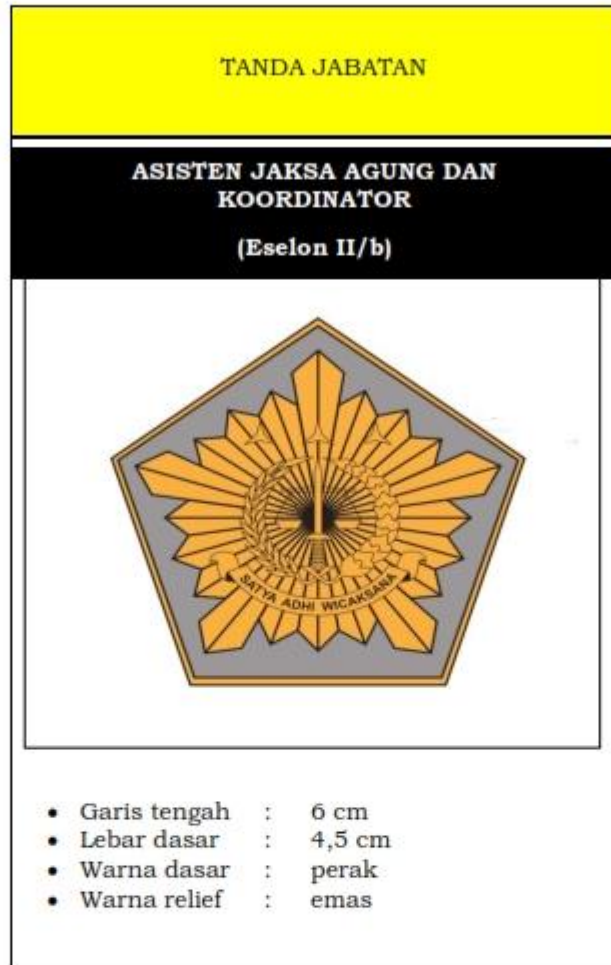 TANDA JABATAN
ASISTEN JAKSA AGUNG DAN
KOORDINATOR
(Eselon II/b)
SATYA ADHI WICAKSANA
• Garis tengah : 6 cm
• Lebar dasar : 4,5 cm
• Warna dasar : perak
• Warna relief : emas